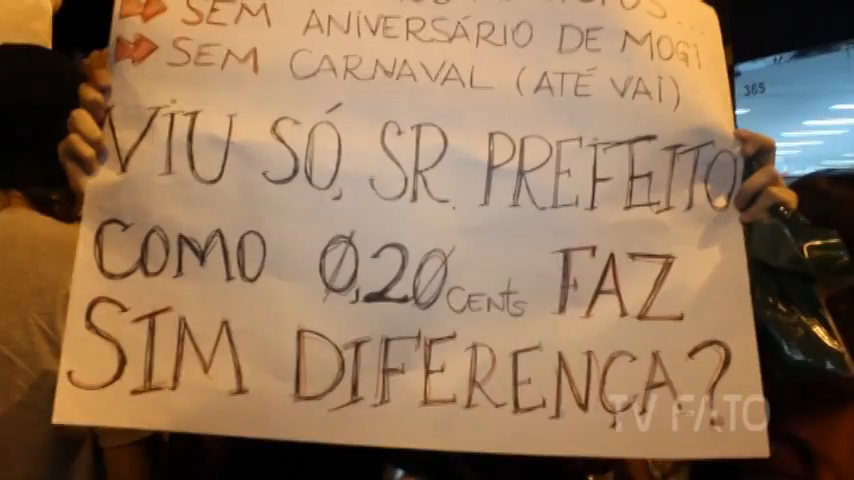 SEM ANIVERSÁRIO DE MOGI
SEM CARNAVAL (ATÉ VAI)
VIU SÓ, SR. PREFEITO
COMO 0,20 CENTS FAZ
SIM DIFERENÇA?
365
TV FATO